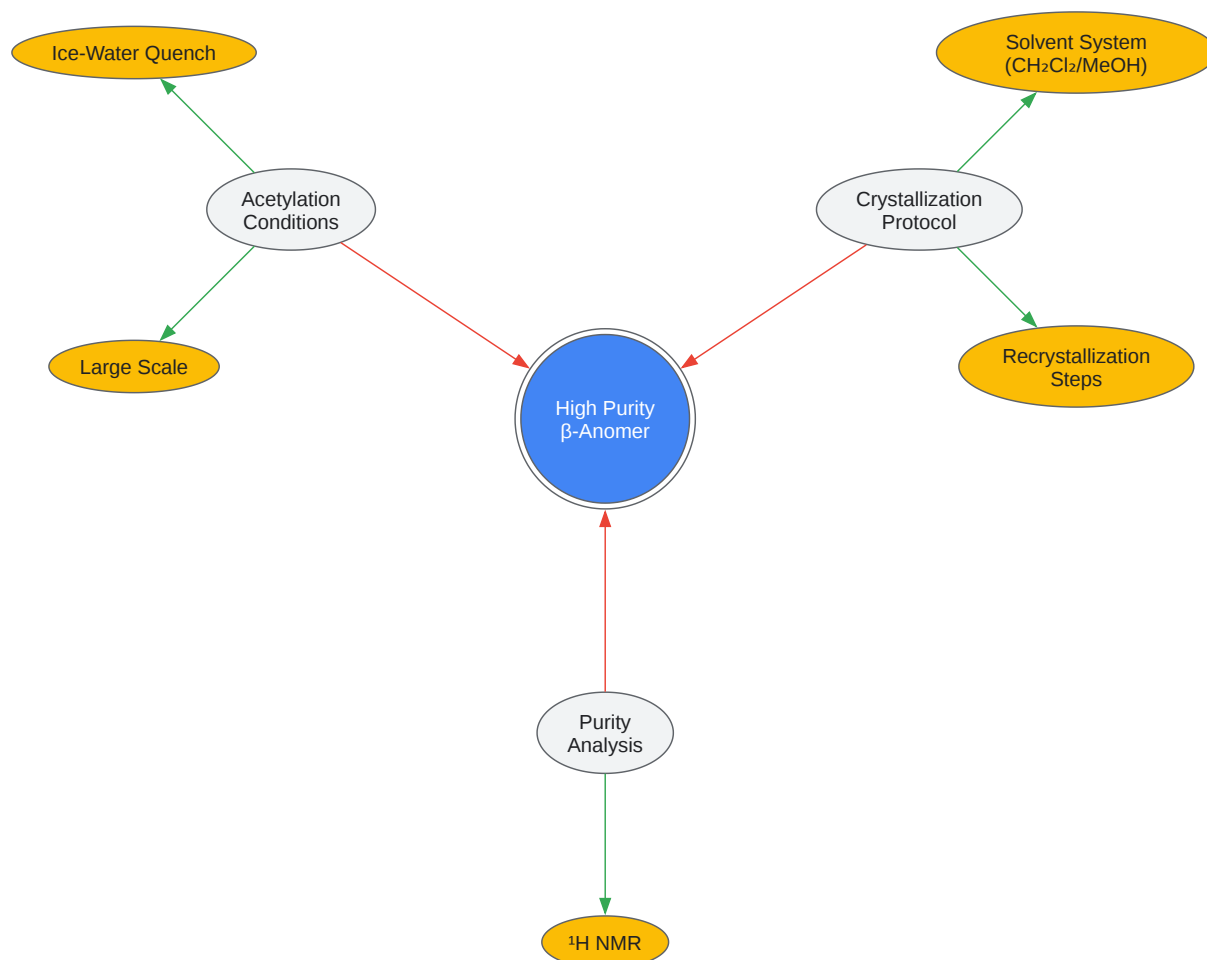 Ice-Water Quench
Solvent System
(CH₂Cl₂/MeOH)
Acetylation
Conditions
Crystallization
Protocol
Large Scale
Recrystallization
Steps
High Purity
β-Anomer
Purity
Analysis
¹H NMR